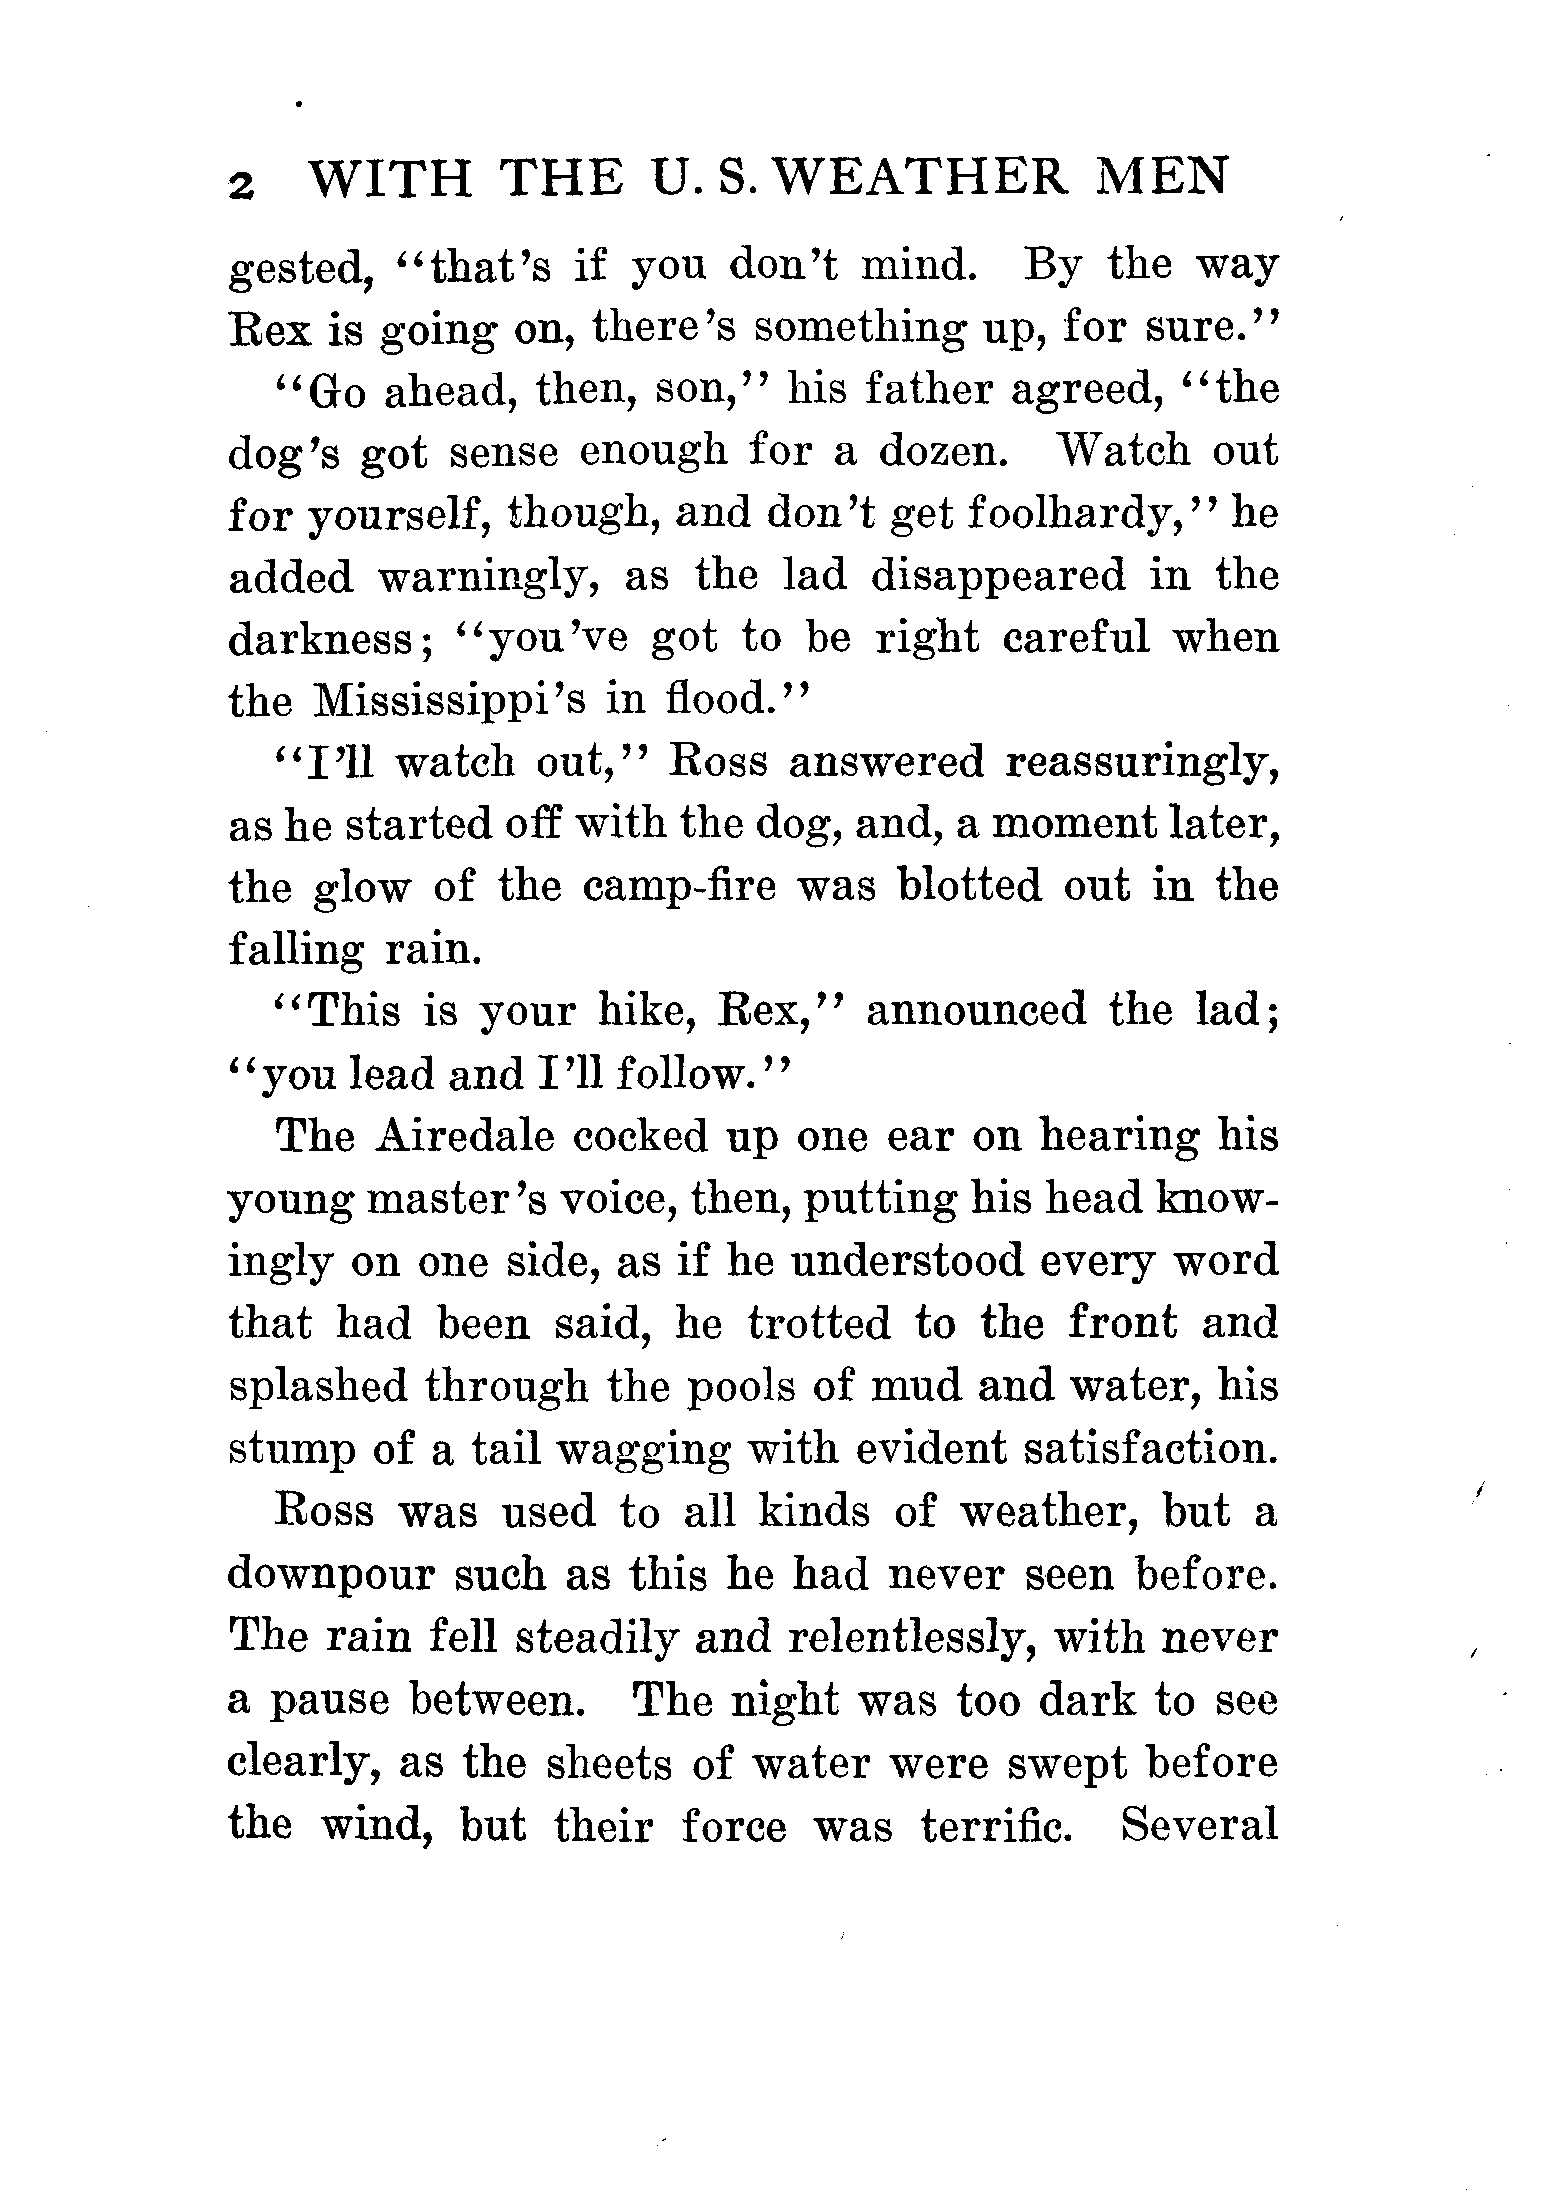 2 WITH THE U. S. WEATHER MEN
gested, "that's if you don't mind. By the way
Rex is going on, there's something up, for sure."
"Go ahead, then, son," his father agreed, "the
dog's got sense enough for a dozen. Watch out
for yourself, though, and don't get foolhardy," he
added warningly, as the lad disappeared in the
darkness; "you've got to be right careful when
the Mississippi's in flood."
"I'll watch out," Ross answered reassuringly,
as he started off with the dog, and, a moment later,
the glow of the camp-fire was blotted out in the
falling rain.
"This is your hike, Rex," announced the lad;
"you lead and I'll follow."
The Airedale cocked up one ear on hearing his
young master's voice, then, putting his head know-
ingly on one side, as if he understood every word
that had been said, he trotted to the front and
splashed through the pools of mud and water, his
stump of a tail wagging with evident satisfaction.
Ross was used to all kinds of weather, but a
downpour such as this he had never seen before.
The rain fell steadily and relentlessly, with never
a pause between. The night was too dark to see
clearly, as the sheets of water were swept before
the wind, but their force was terrific. Several